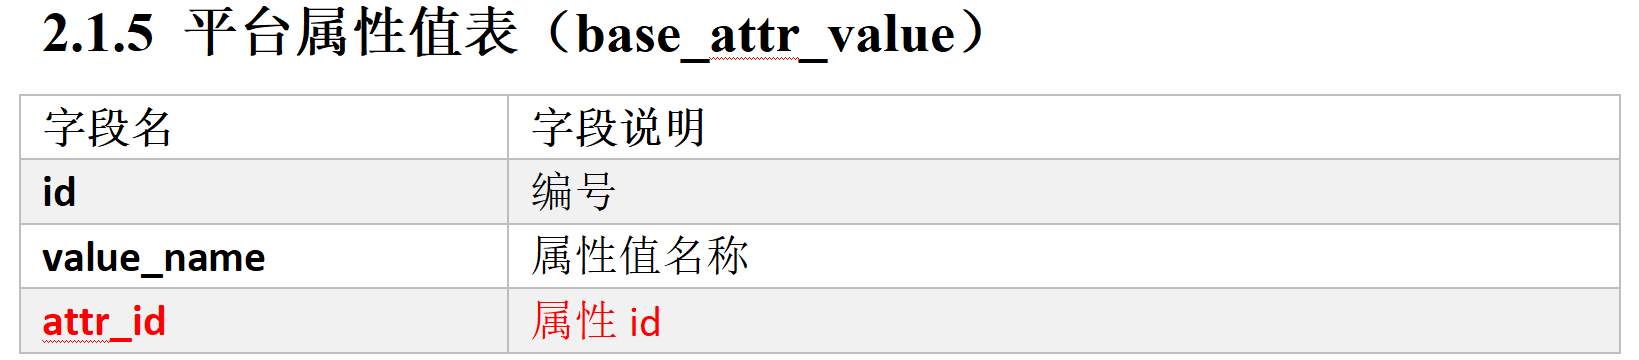 2.1.5 平台属性值表（base_attr_value）
字段名 字段说明
id 编号
value_name 属性值名称
attr_id 属性 id